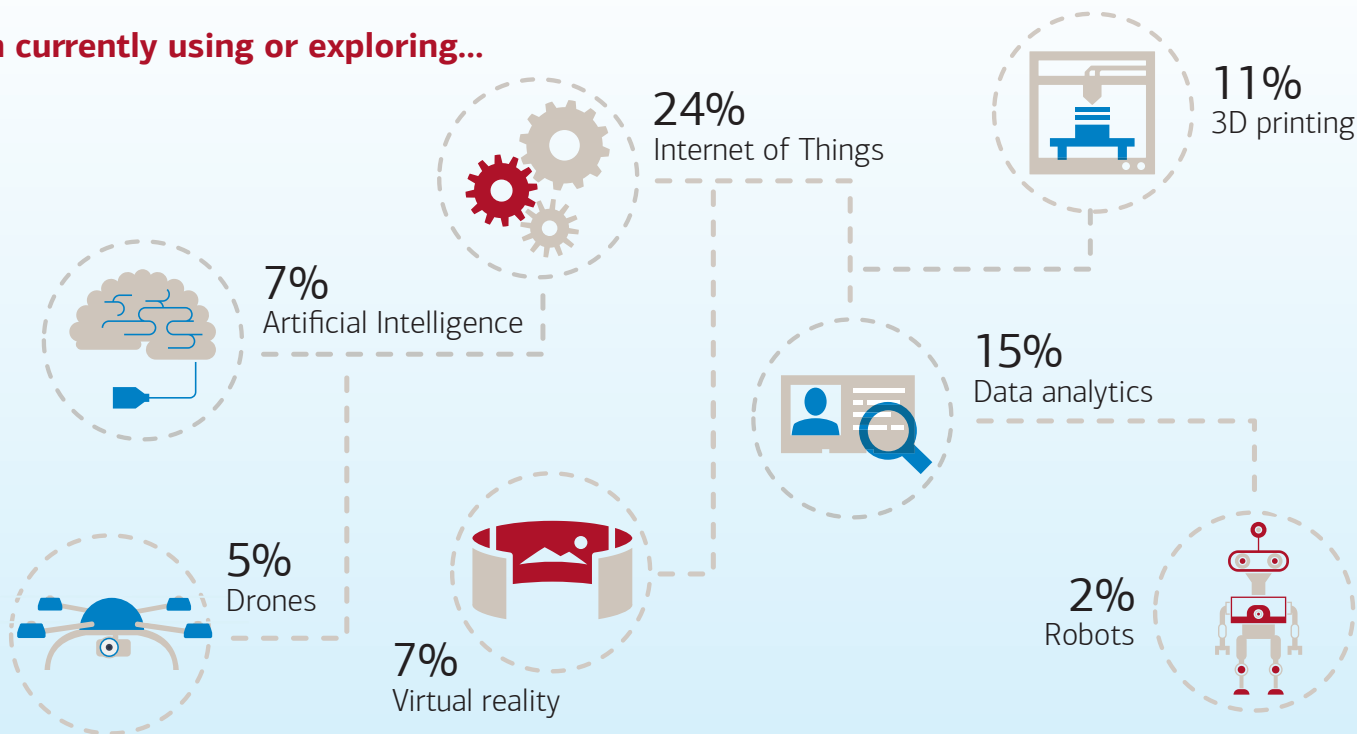 currently using or exploring...
24%
Internet of Things
11%
3D printing
7%
Artificial Intelligence
15%
Data analytics
5%
Drones
7%
Virtual reality
2%
Robots